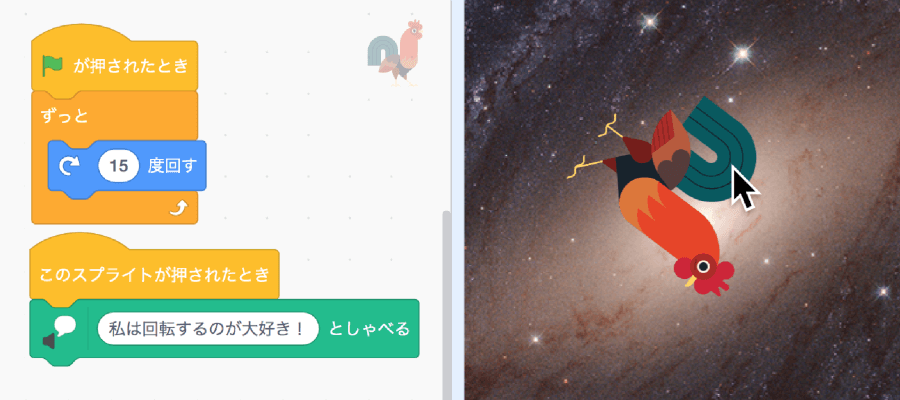 が押されたとき
ずっと
15 度回す
このスプライトが押されたとき
私は回転するのが大好き！ としゃべる